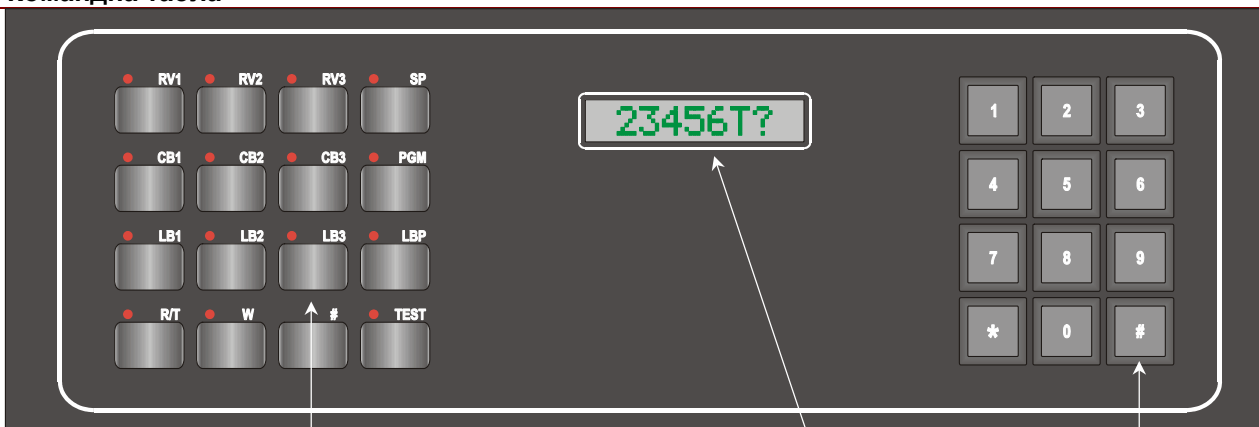 RV1 RV2 RV3 SP
CB1 CB2 CB3 PGM
LB1 LB2 LB3 LBP
R/T W # TEST
23456T?
1 2 3
4 5 6
7 8 9
* 0 #